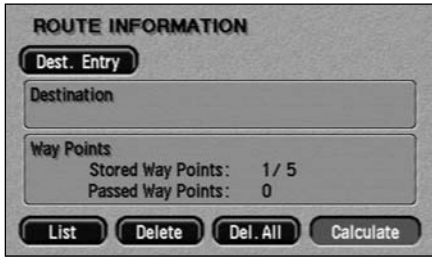 ROUTE INFORMATION
Dest. Entry
Destination
Way Points
Stored Way Points: 1/ 5
Passed Way Points: 0
List Delete Del. All Calculate